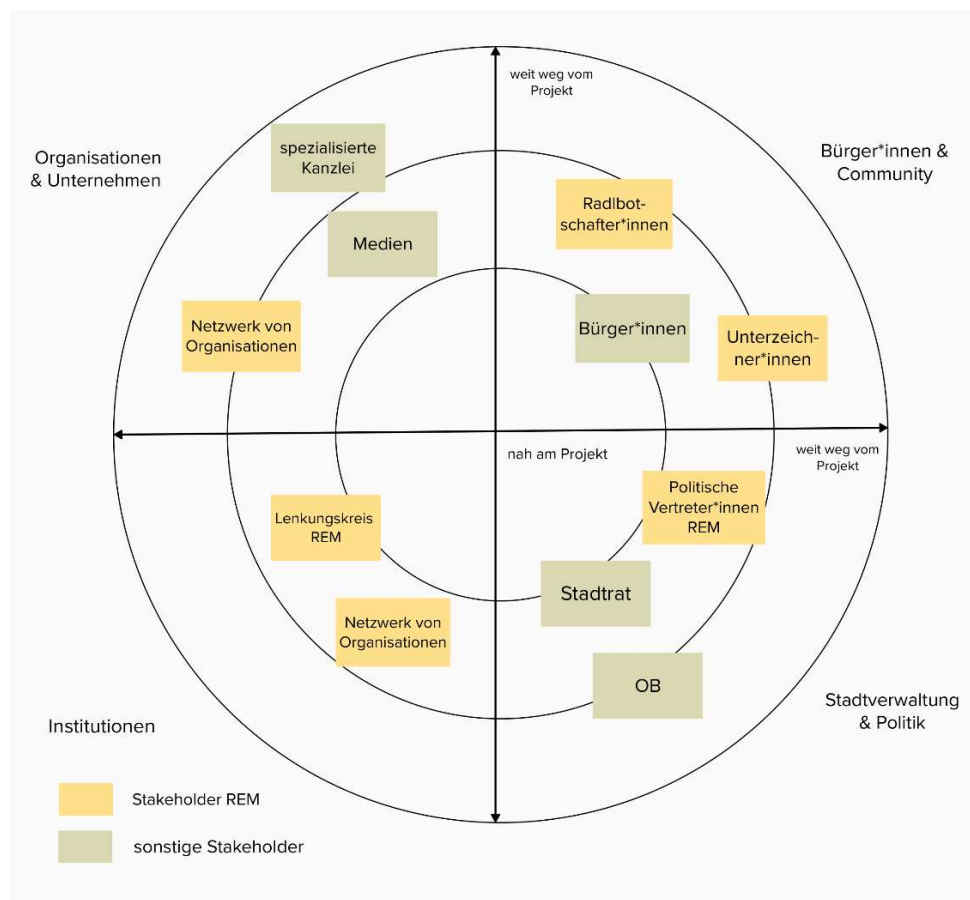 weit weg vom
Projekt
Organisationen
& Unternehmen
spezialisierte
Kanzlei
Bürger*innen &
Community
Radlbot-
schafter*innen
Medien
Netzwerk von
Organisationen
Bürger*innen
Unterzeich-
ner*innen
nah am Projekt
weit weg vom
Projekt
Lenkungskreis
REM
Politische
Vertreter*innen
REM
Stadtrat
Netzwerk von
Organisationen
OB
Institutionen
Stadtverwaltung
& Politik
Stakeholder REM
sonstige Stakeholder